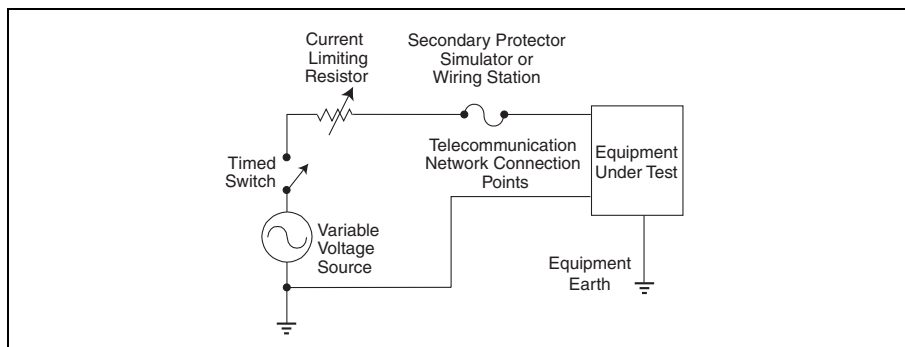 Current
Limiting
Resistor
Secondary Protector
Simulator or
Wiring Station
Timed
Switch
Telecommunication
Network Connection
Points
Equipment
Under Test
Variable
Voltage
Source
Equipment
Earth